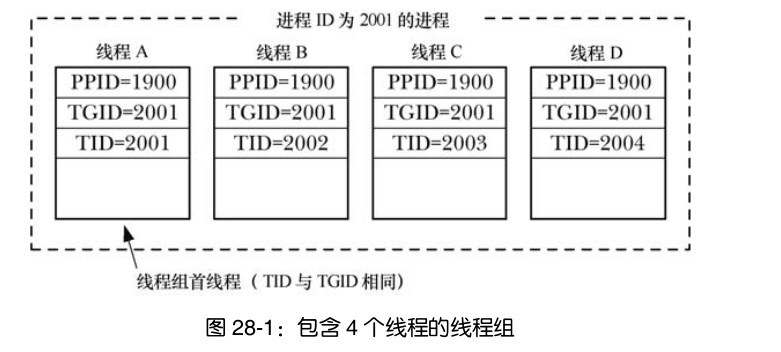 进程 ID 为 2001 的进程
线程 A 线程 B 线程 C 线程 D
PPID=1900 PPID=1900 PPID=1900 PPID=1900
TGID=2001 TGID=2001 TGID=2001 TGID=2001
TID=2001 TID=2002 TID=2003 TID=2004
线程组首线程（TID 与 TGID 相同）
图 28-1：包含 4 个线程的线程组